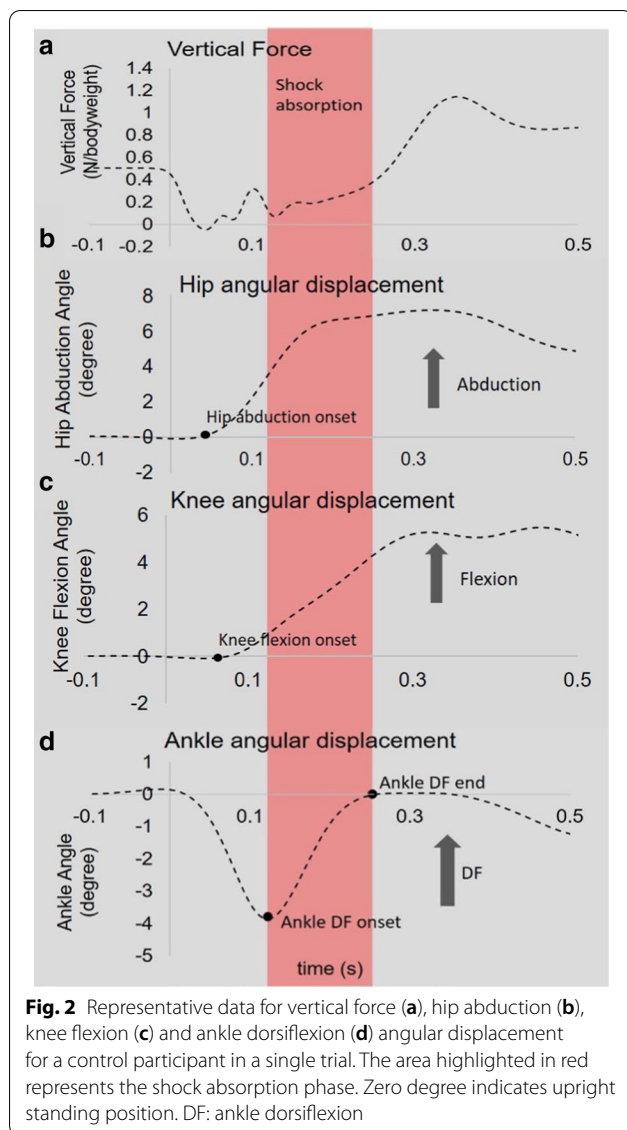 a
Vertical Force
Vertical Force
(N/bodyweight)
1.4
1.2
1
0.8
0.6
0.4
0.2
0
-0.2
-0.1
0.1
0.3
0.5
Shock
absorption
b
Hip angular displacement
Hip Abduction Angle
(degree)
8
6
4
2
0
-2
-0.1
0.1
0.3
0.5
Hip abduction onset
Abduction
c
Knee angular displacement
Knee Flexion Angle
(degree)
6
4
2
0
-2
-0.1
0.1
0.3
0.5
Knee flexion onset
Flexion
d
Ankle angular displacement
Ankle Angle
(degree)
1
0
-1
-2
-3
-4
-5
-0.1
0.1
0.3
0.5
Ankle DF end
DF
Ankle DF onset
time (s)
Fig. 2 Representative data for vertical force (a), hip abduction (b),
knee flexion (c) and ankle dorsiflexion (d) angular displacement
for a control participant in a single trial. The area highlighted in red
represents the shock absorption phase. Zero degree indicates upright
standing position. DF: ankle dorsiflexion